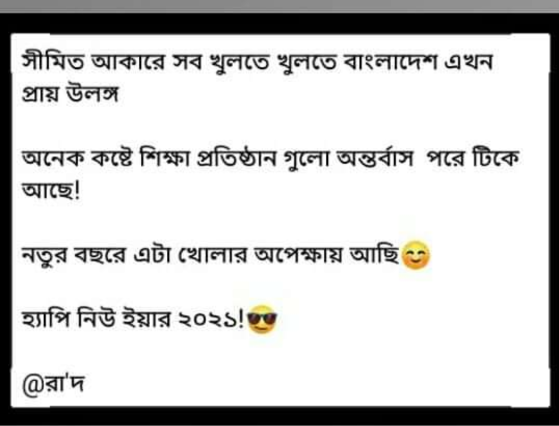 সীমিত আকারে সব খুলতে খুলতে বাংলাদেশ এখন
প্রায় উলঙ্গ
অনেক কষ্টে শিক্ষা প্রতিষ্ঠান গুলো অন্তর্বাস পরে টিকে
আছে!
নতুর বছরে এটা খোলার অপেক্ষায় আছি😊
হ্যাপি নিউ ইয়ার ২০২১!😎
@রা'দ